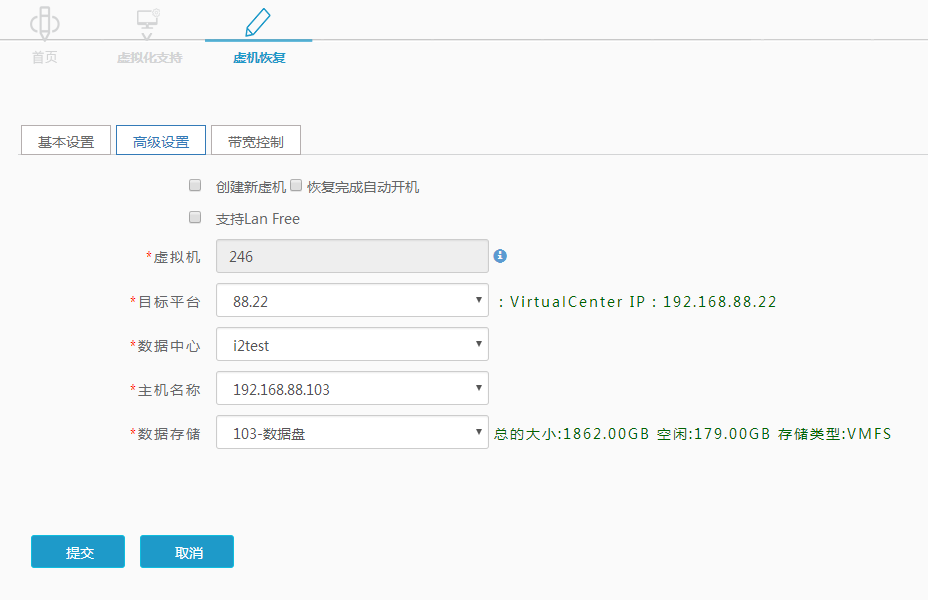 首页 虚拟化支持 虚机恢复
基本设置 高级设置 带宽控制
创建新虚机 恢复完成自动开机
支持Lan Free
*虚拟机 246
*目标平台 88.22 : VirtualCenter IP : 192.168.88.22
*数据中心 i2test
*主机名称 192.168.88.103
*数据存储 103-数据盘 总的大小:1862.00GB 空闲:179.00GB 存储类型:VMFS
提交 取消